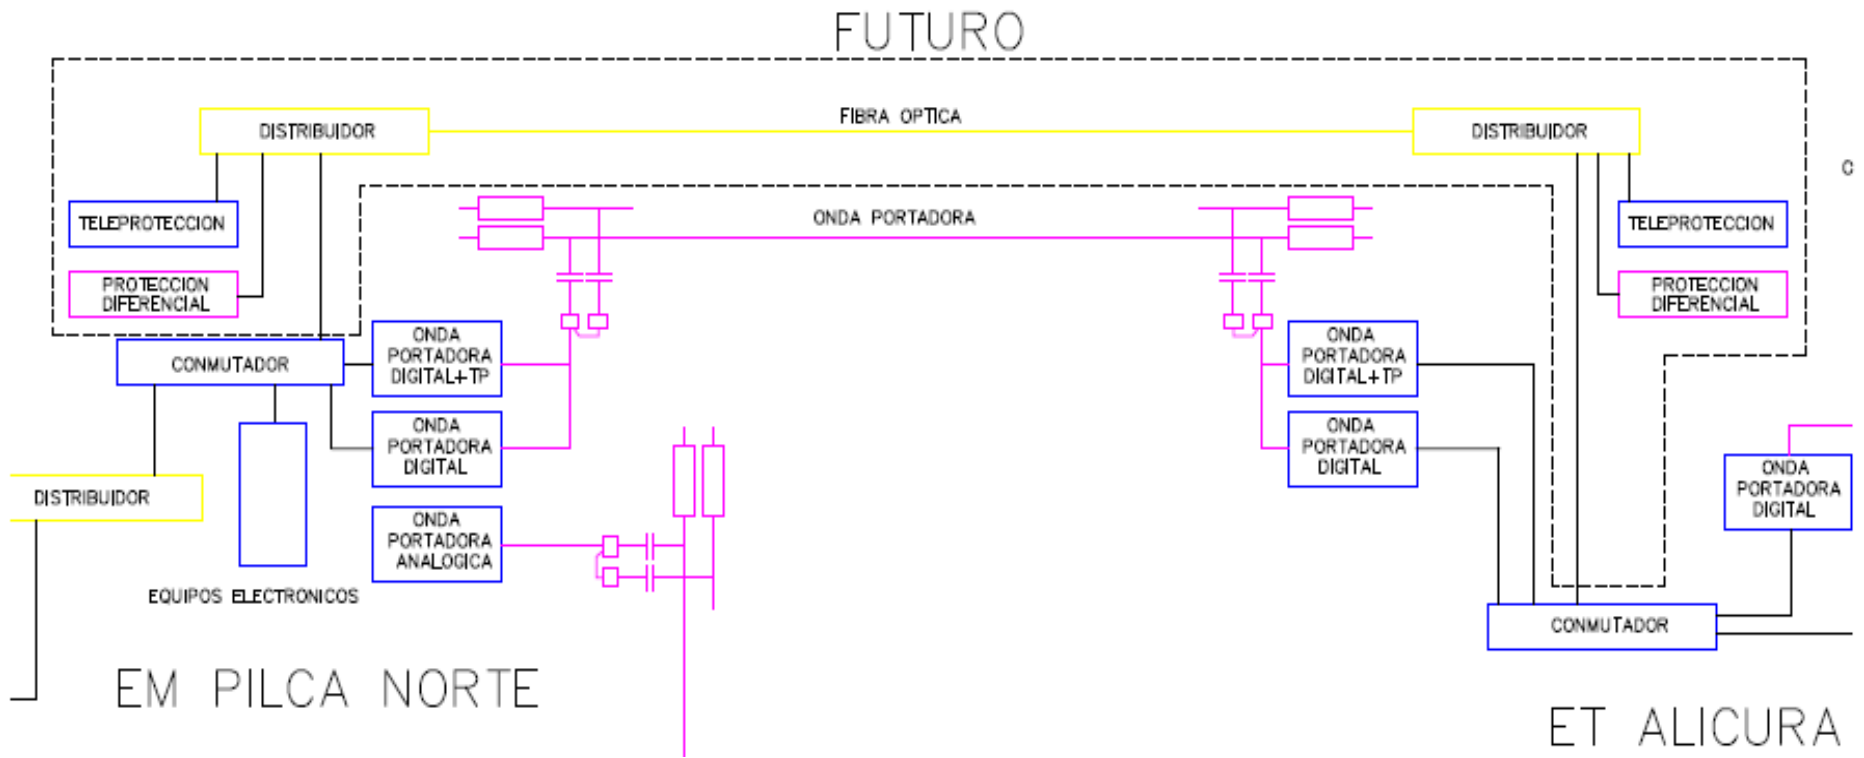 FUTURO
DISTRIBUIDOR
FIBRA OPTICA
DISTRIBUIDOR
C
TELEPROTECCION
ONDA PORTADORA
TELEPROTECCION
PROTECCION
DIFERENCIAL
PROTECCION
DIFERENCIAL
CONMUTADOR
ONDA
PORTADORA
DIGITAL+TP
ONDA
PORTADORA
DIGITAL+TP
ONDA
PORTADORA
DIGITAL
ONDA
PORTADORA
DIGITAL
DISTRIBUIDOR
ONDA
PORTADORA
DIGITAL
ONDA
PORTADORA
ANALOGICA
EQUIPOS ELECTRONICOS
CONMUTADOR
EM PILCA NORTE
ET ALICURA